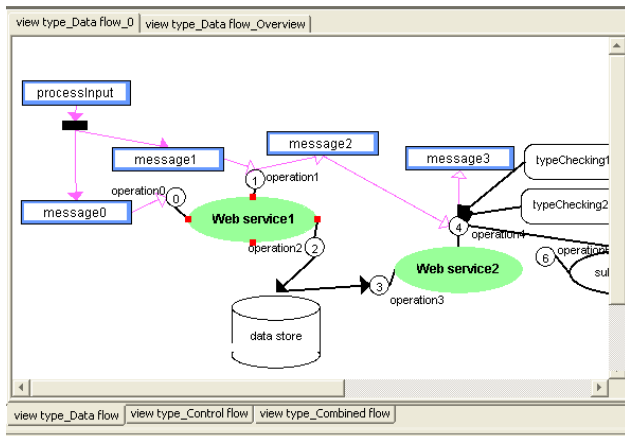 view type_Data flow_0
view type_Data flow_Overview
processInput
message1
message2
message3
typeChecking1
operation0
0
1
operation1
typeChecking2
message0
Web service1
4
operation4
operation2
2
6
operation
Web service2
sul
3
operation3
data store
view type_Data flow
view type_Control flow
view type_Combined flow